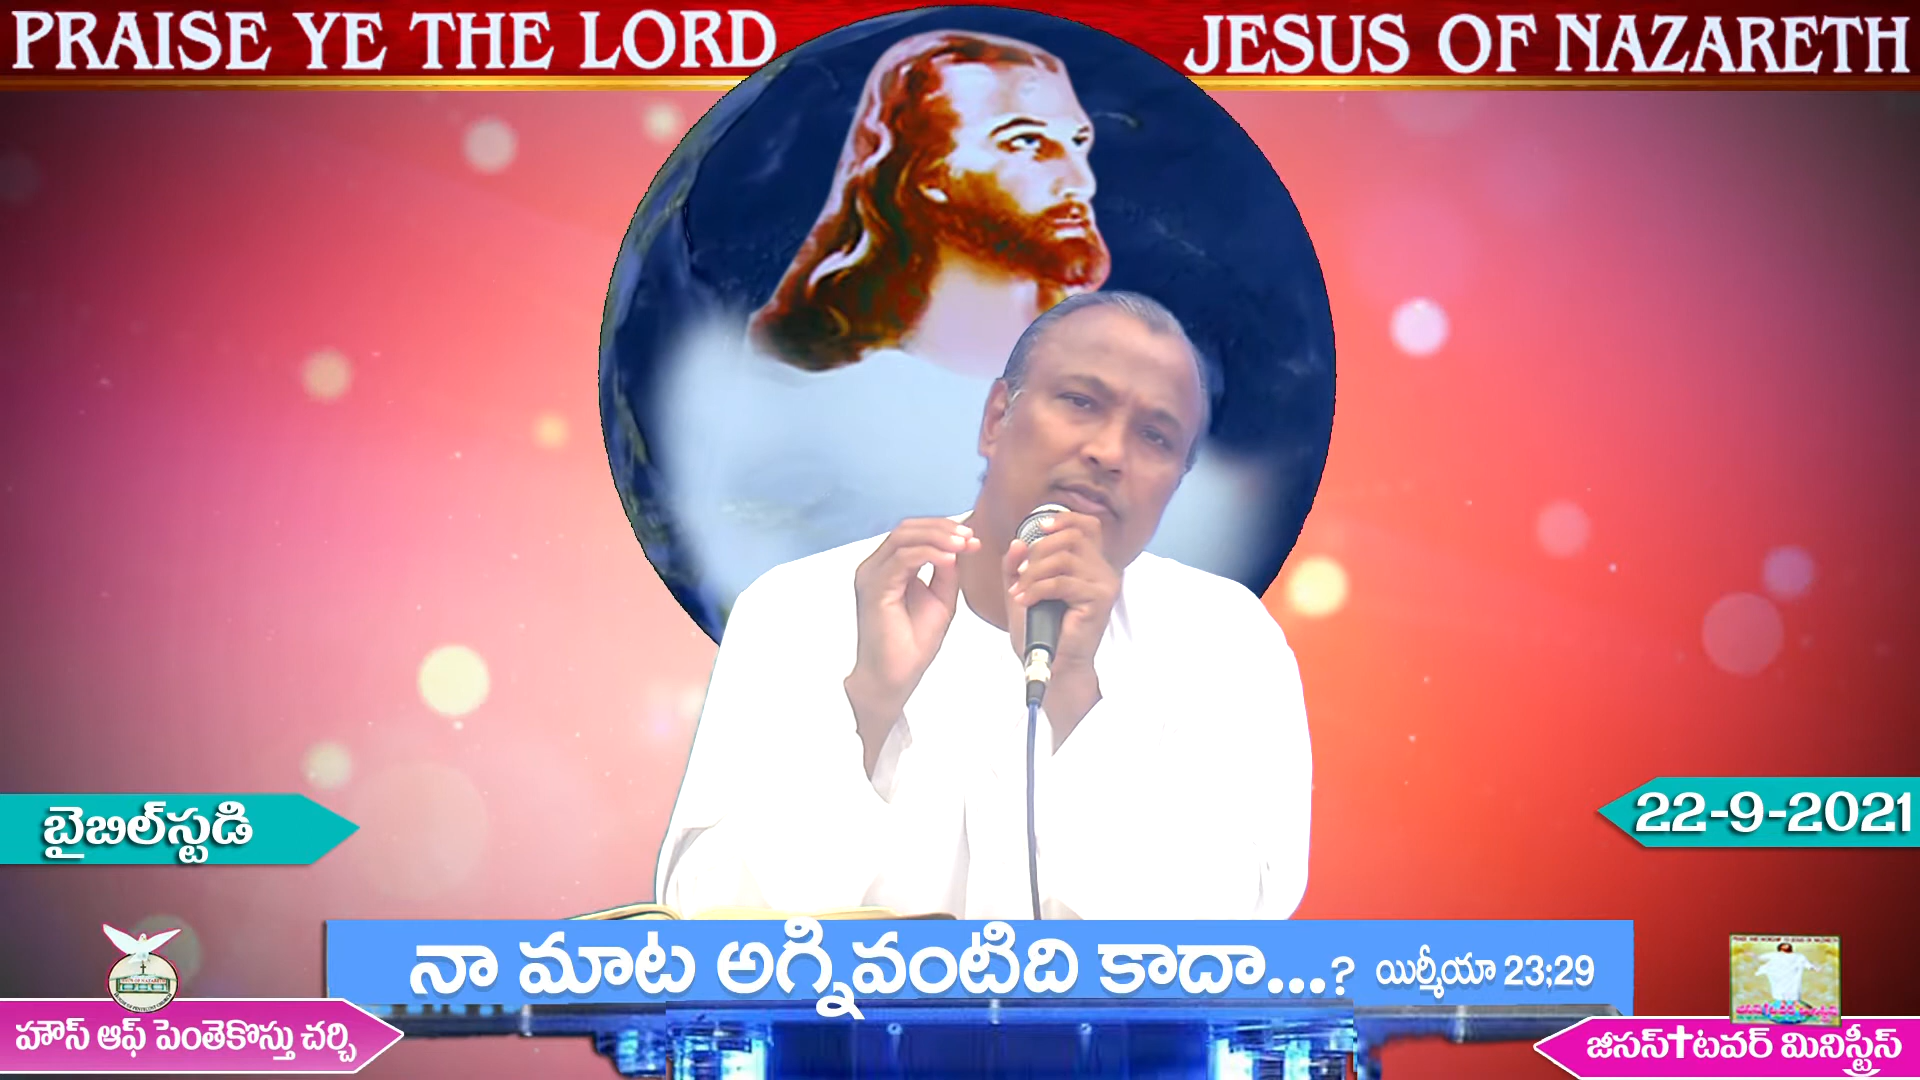 PRAISE YE THE LORD
JESUS OF NAZARETH
బైబిల్‌స్టడి
22-9-2021
నా మాట అగ్నివంటిది కాదా...? యిర్మీయా 23;29
హౌస్ ఆఫ్ పెంతెకొస్తు చర్చి
జీసస్✝టవర్ మినిస్ట్రీస్